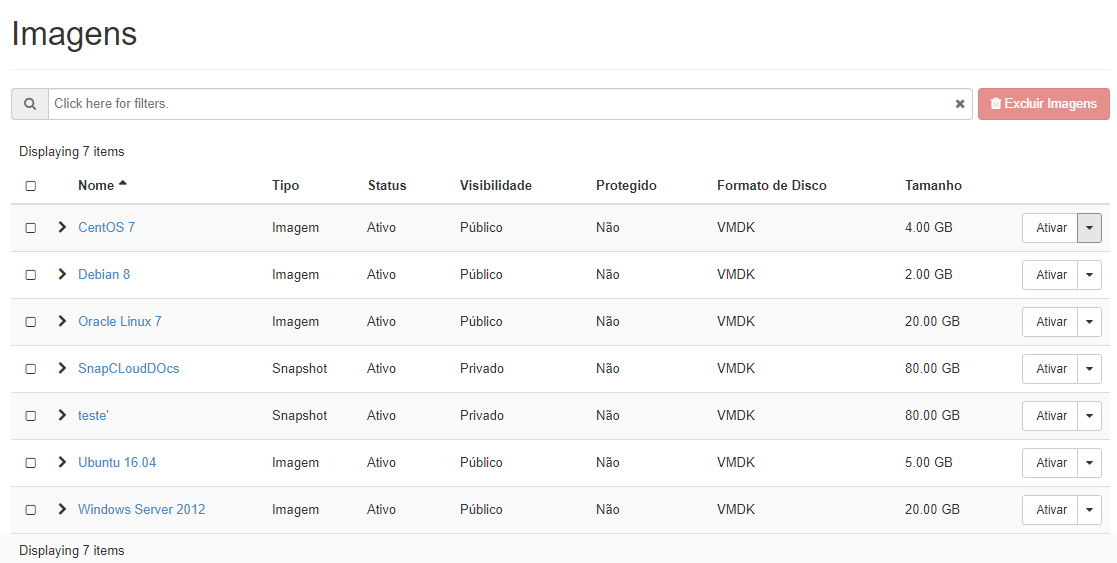 Imagens
Click here for filters.
Excluir Imagens
Displaying 7 items
Nome Tipo Status Visibilidade Protegido Formato de Disco Tamanho
CentOS 7 Imagem Ativo Público Não VMDK 4.00 GB Ativar
Debian 8 Imagem Ativo Público Não VMDK 2.00 GB Ativar
Oracle Linux 7 Imagem Ativo Público Não VMDK 20.00 GB Ativar
SnapCLoudDOcs Snapshot Ativo Privado Não VMDK 80.00 GB Ativar
teste' Snapshot Ativo Privado Não VMDK 80.00 GB Ativar
Ubuntu 16.04 Imagem Ativo Público Não VMDK 5.00 GB Ativar
Windows Server 2012 Imagem Ativo Público Não VMDK 20.00 GB Ativar
Displaying 7 items